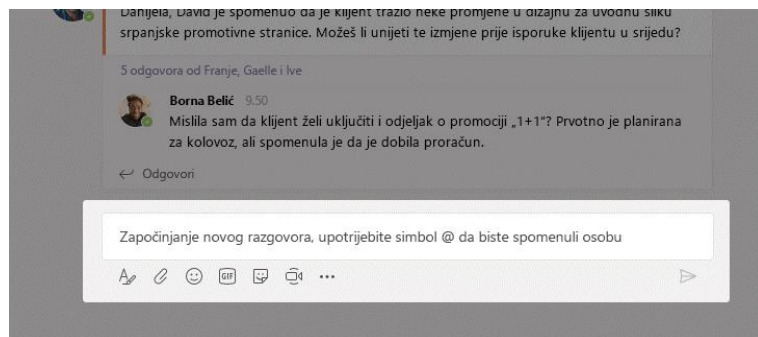 Danijela, David je spomenuo da je klijent tražio neke promjene u dizajnu za uvodnu sliku
srpanjske promotivne stranice. Možeš li unijeti te izmjene prije isporuke klijentu u srijedu?
5 odgovora od Franje, Gaelle i Ive
Borna Belić 9.50
Mislila sam da klijent želi uključiti i odjeljak o promociji „1+1“? Prvotno je planirana
za kolovoz, ali spomenula je da je dobila proračun.
Odgovori
Započinjanje novog razgovora, upotrijebite simbol @ da biste spomenuli osobu
GIF